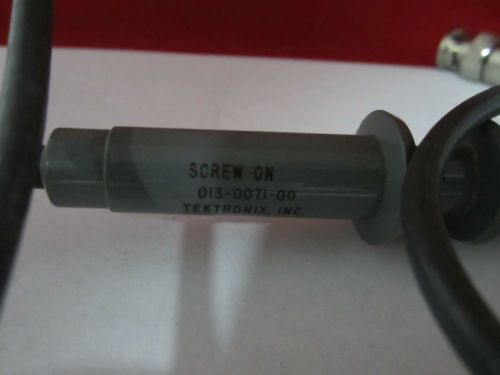 SCREW-ON
013-0071-00
TEKTRONIX, INC.